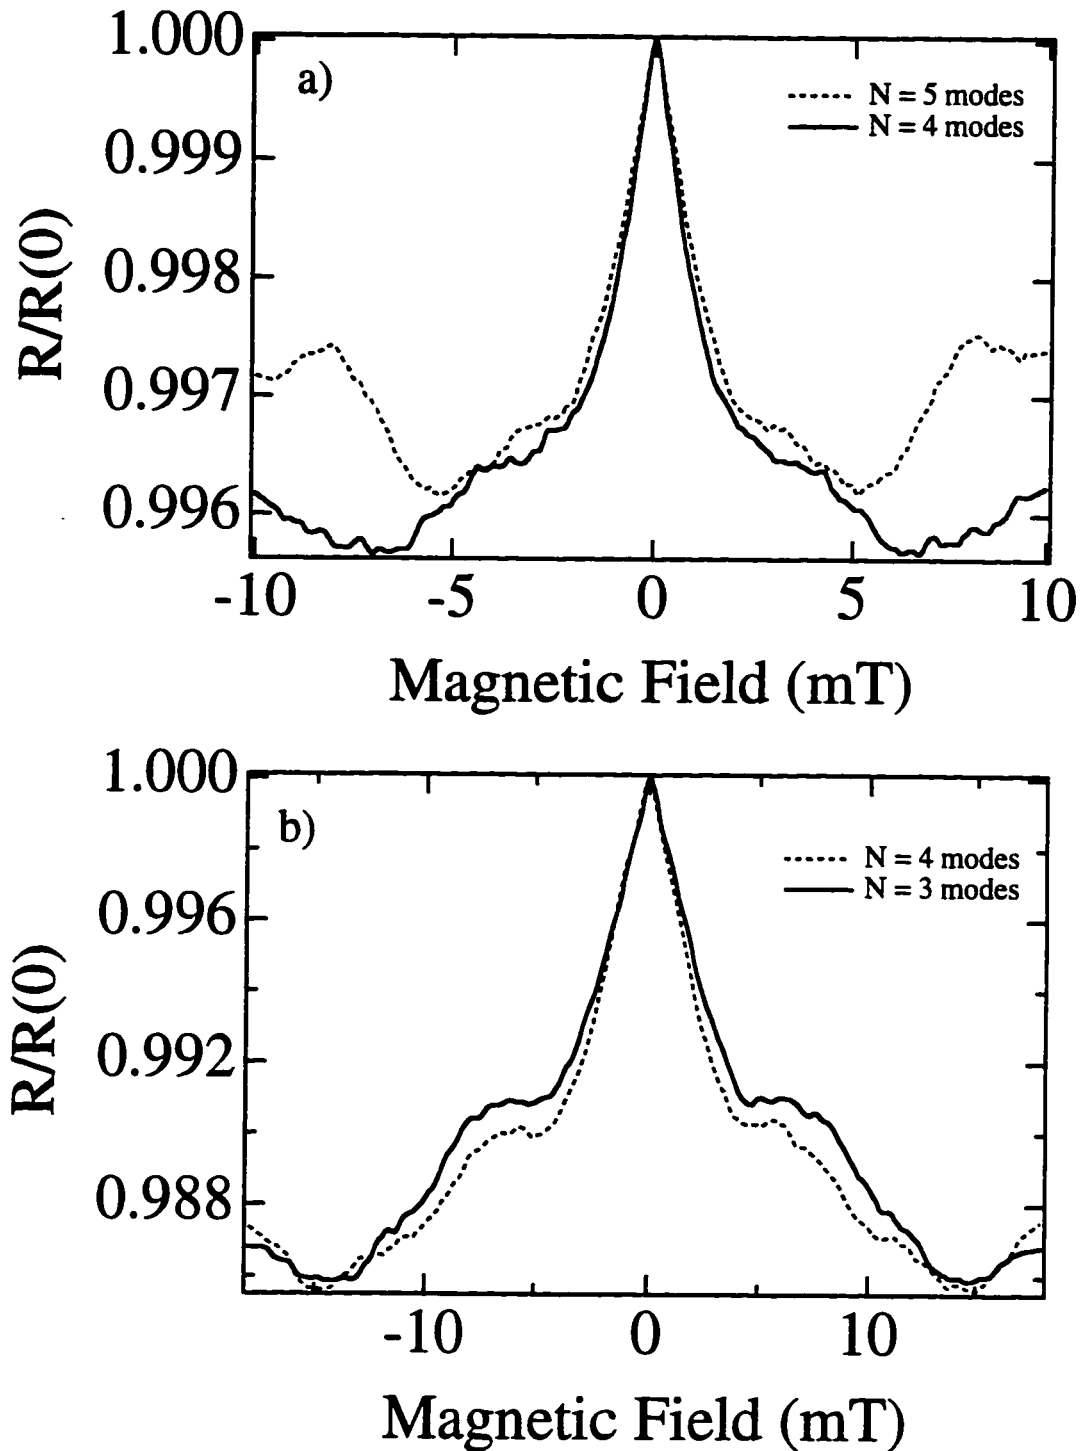 1.000
a)
N = 5 modes
N = 4 modes
0.999
0.998
0.997
0.996
R/R(0)
-10 -5 0 5 10
Magnetic Field (mT)
1.000
b)
N = 4 modes
N = 3 modes
0.996
0.992
0.988
R/R(0)
-10 0 10
Magnetic Field (mT)